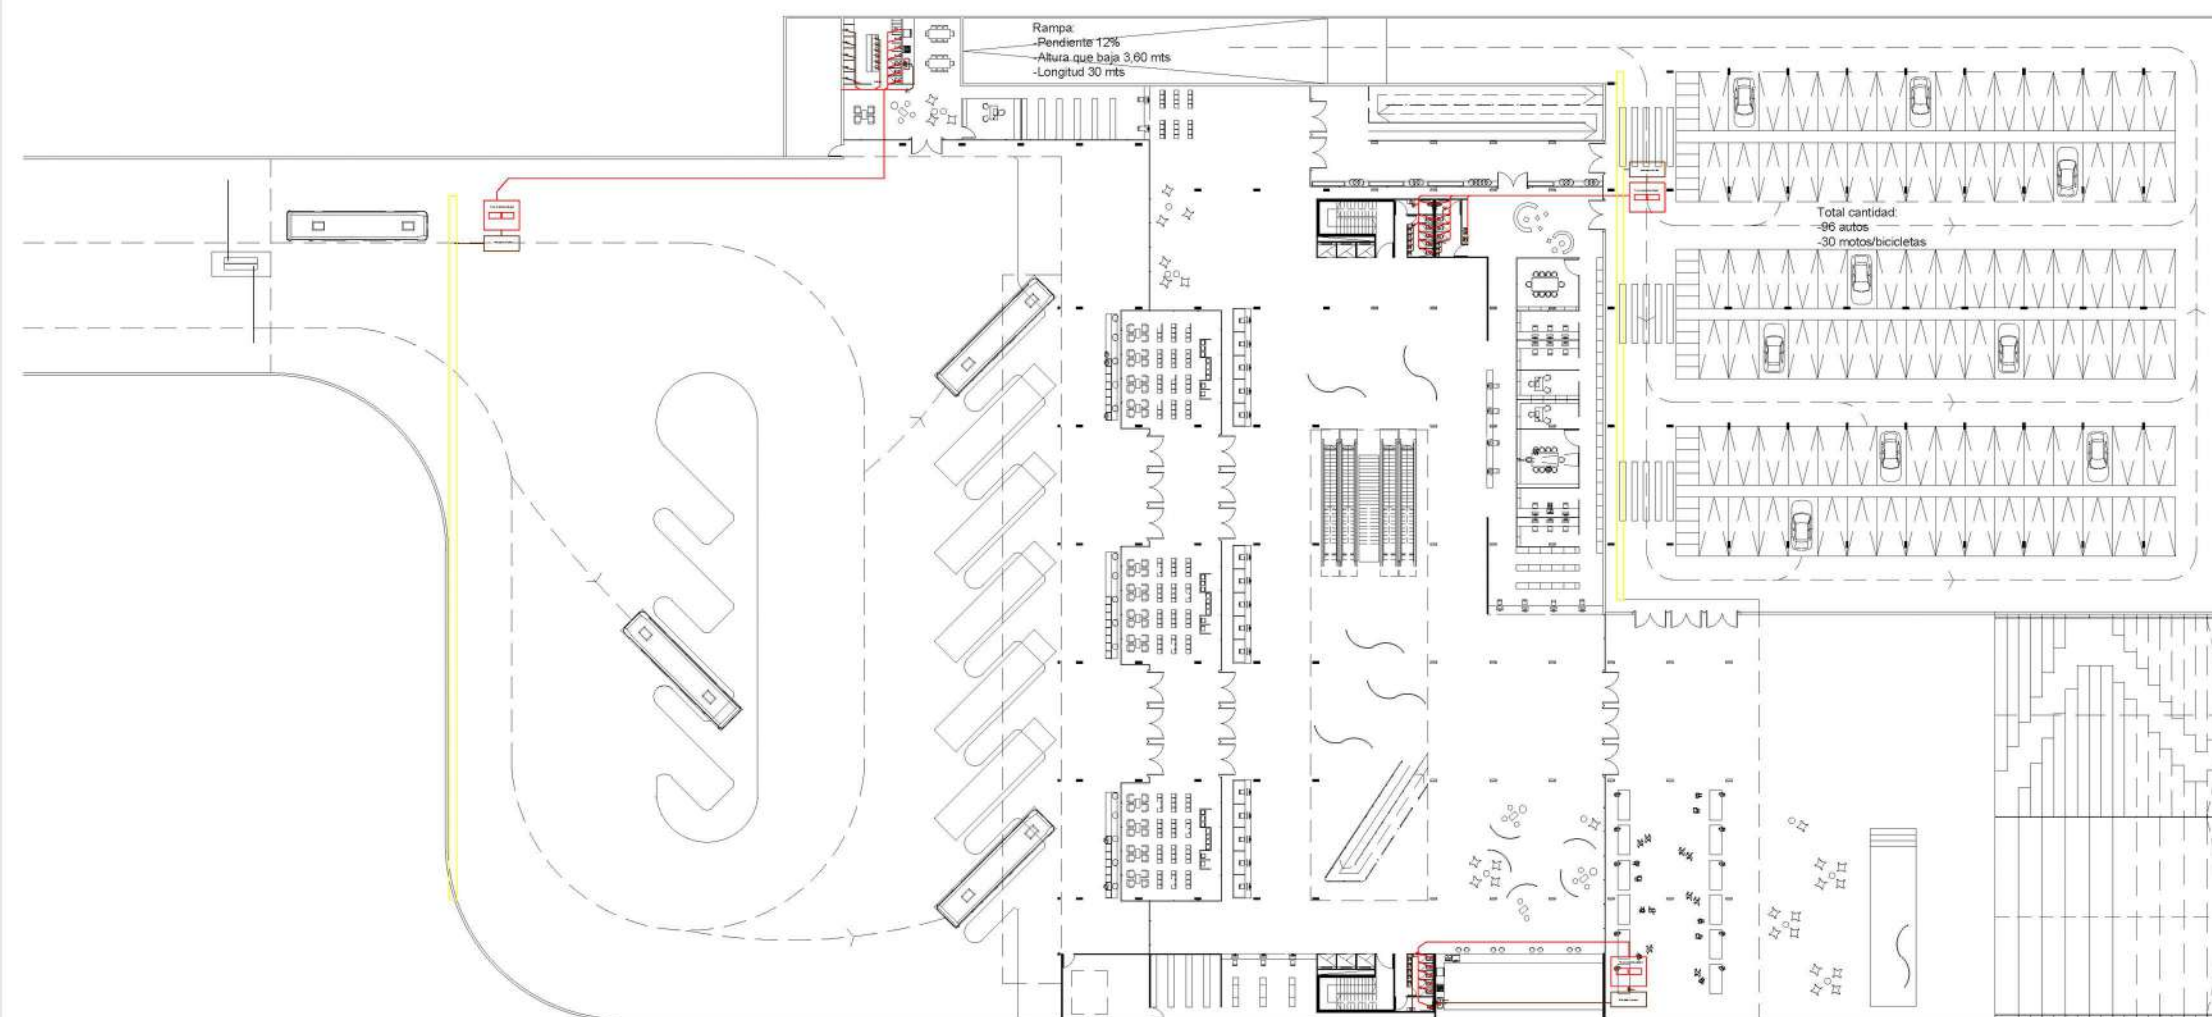 Rampa:
-Pendiente 12%
-Altura que baja 3,60 mts
-Longitud 30 mts
Total cantidad:
-96 autos
-30 motos/bicicletas